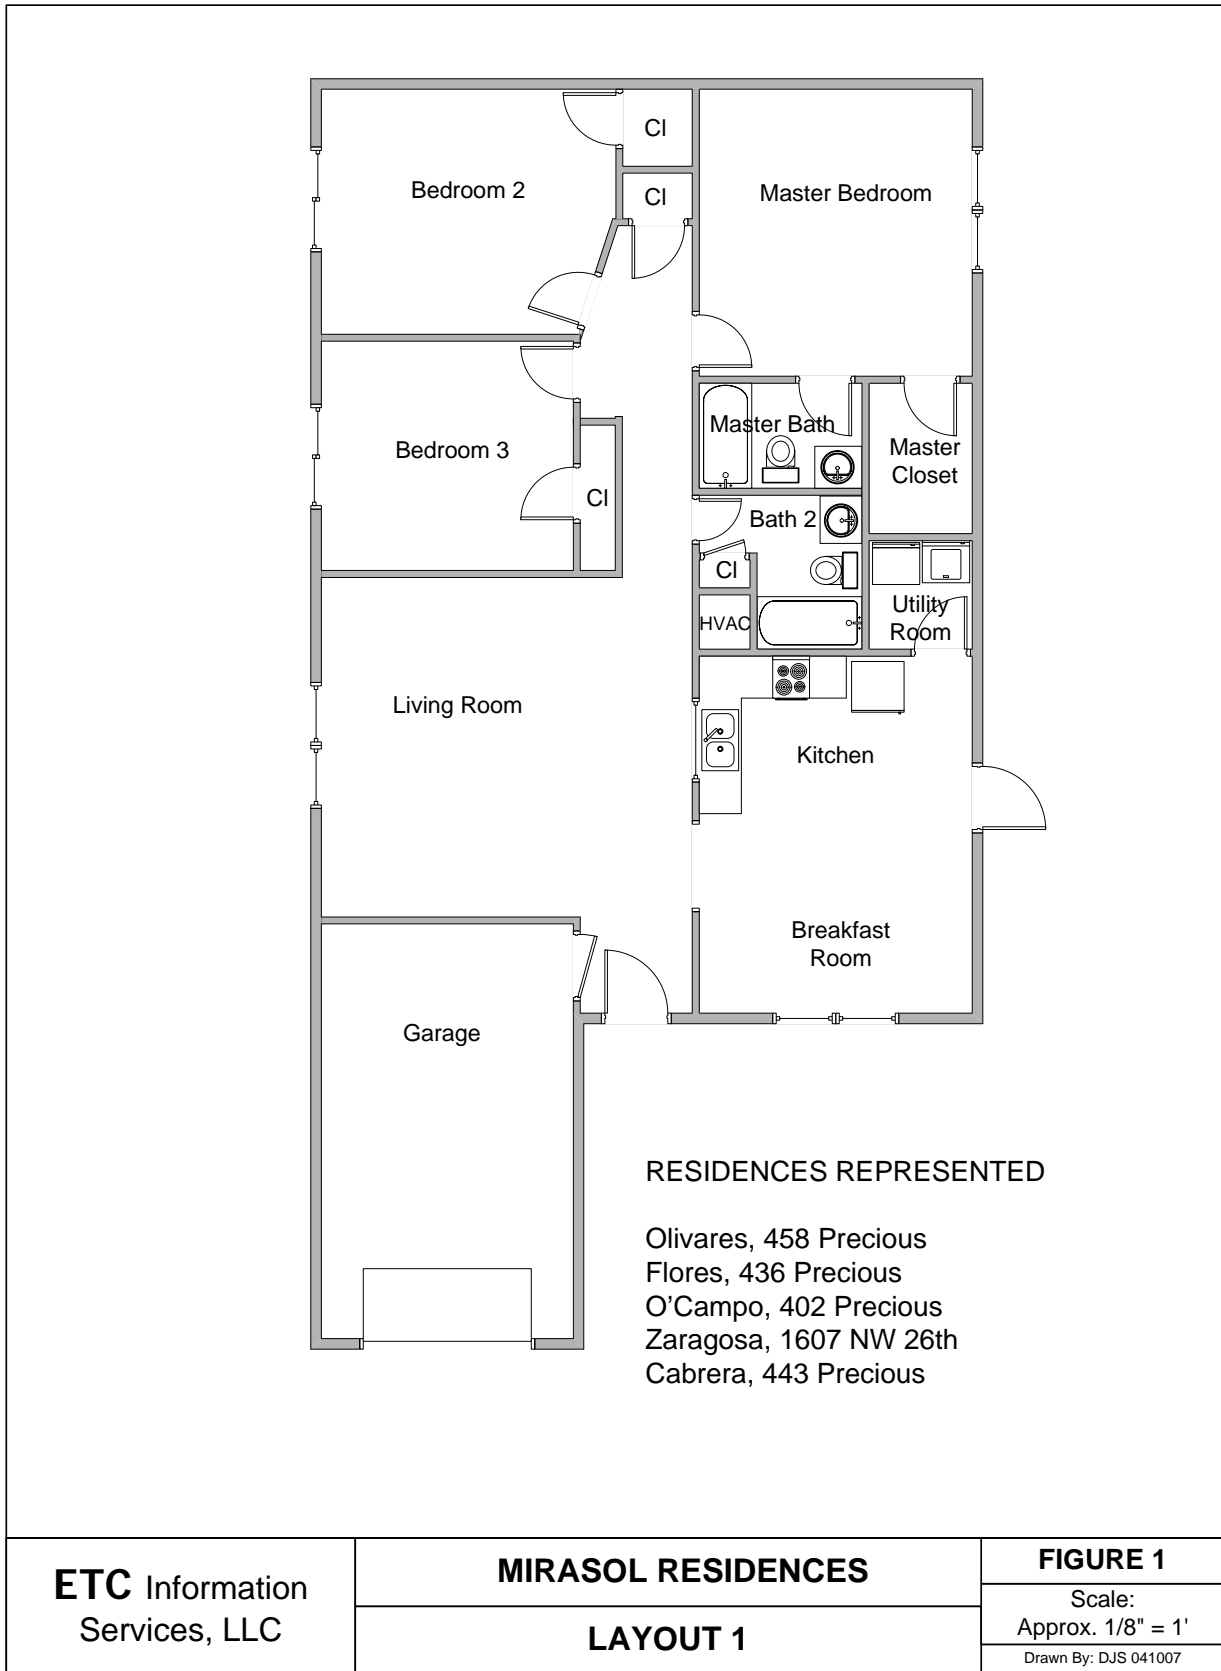 Cl
Bedroom 2
Master Bedroom
Cl
Master Bath
Bedroom 3
Master
Closet
Cl
Bath 2
Cl
Utility
Room
HVAC
Living Room
Kitchen
Breakfast
Room
Garage
RESIDENCES REPRESENTED
Olivares, 458 Precious
Flores, 436 Precious
O’Campo, 402 Precious
Zaragosa, 1607 NW 26th
Cabrera, 443 Precious
ETC Information
Services, LLC
MIRASOL RESIDENCES
LAYOUT 1
FIGURE 1
Scale:
Approx. 1/8" = 1'
Drawn By: DJS 041007